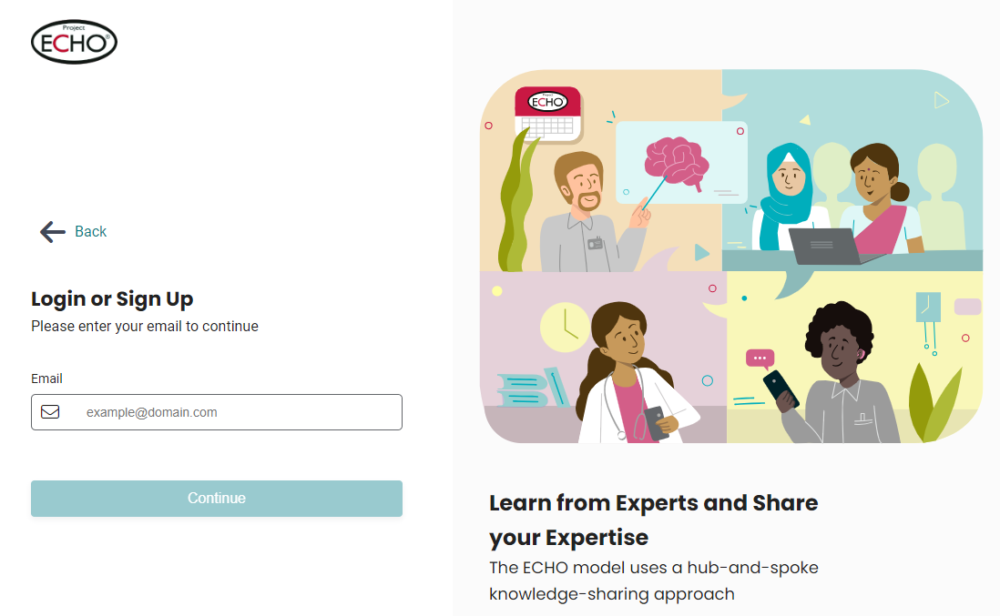 Project
ECHO®
Back
Login or Sign Up
Please enter your email to continue
Email
example@domain.com
Continue
Project
ECHO
Learn from Experts and Share
your Expertise
The ECHO model uses a hub-and-spoke
knowledge-sharing approach